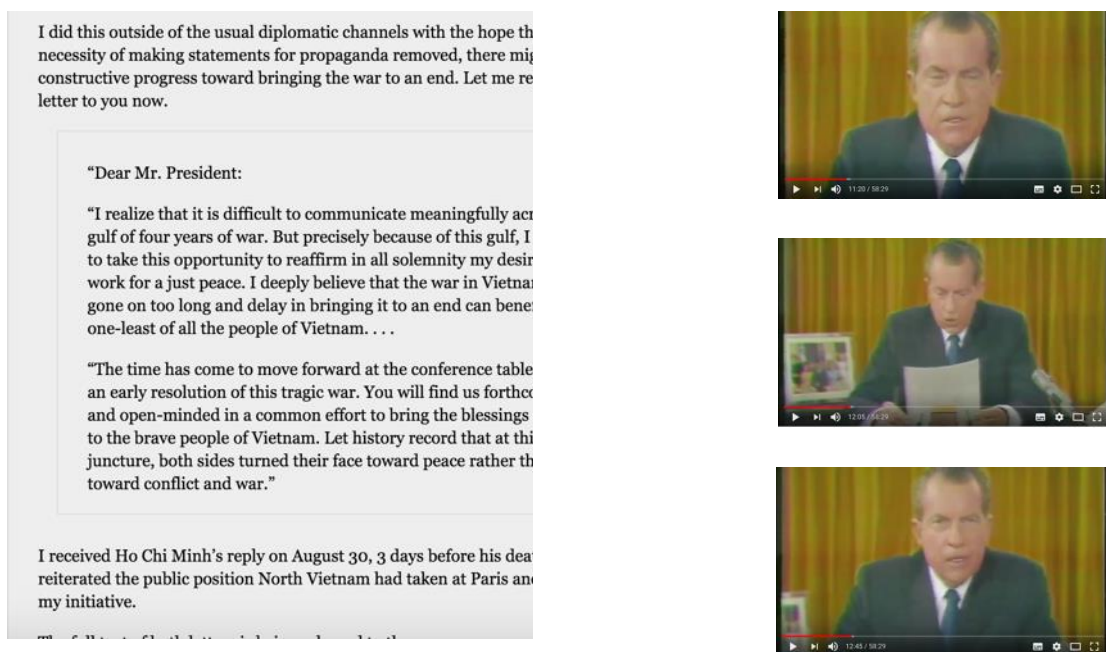 I did this outside of the usual diplomatic channels with the hope th
necessity of making statements for propaganda removed, there mig
constructive progress toward bringing the war to an end. Let me re
letter to you now.
“Dear Mr. President:
“I realize that it is difficult to communicate meaningfully acr
gulf of four years of war. But precisely because of this gulf, I
to take this opportunity to reaffirm in all solemnity my desir
work for a just peace. I deeply believe that the war in Vietna
gone on too long and delay in bringing it to an end can bene
one-least of all the people of Vietnam. . . .
“The time has come to move forward at the conference table
an early resolution of this tragic war. You will find us forthco
and open-minded in a common effort to bring the blessings
to the brave people of Vietnam. Let history record that at thi
juncture, both sides turned their face toward peace rather th
toward conflict and war.”
I received Ho Chi Minh’s reply on August 30, 3 days before his dea
reiterated the public position North Vietnam had taken at Paris an
my initiative.
11:20 / 58:29
12:05 / 58:29
12:45 / 58:29